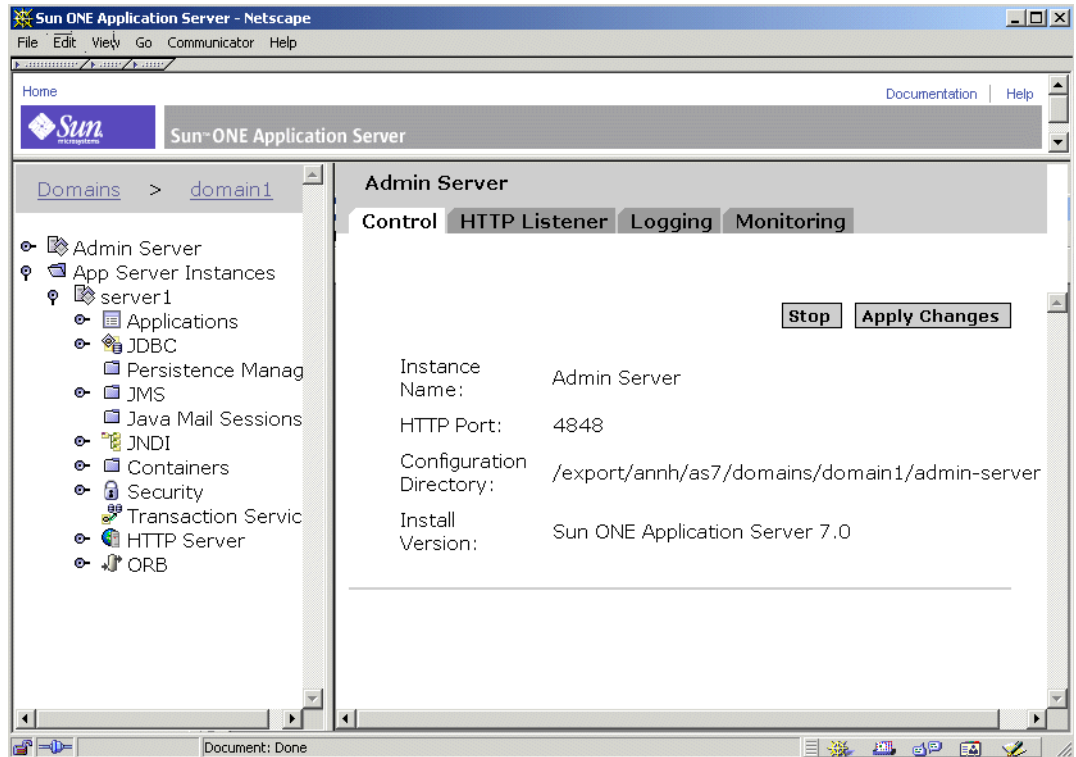 Sun ONE Application Server - Netscape
File Edit View Go Communicator Help
Home
Documentation | Help
Sun
microsystems
Sun™ ONE Application Server
Domains > domain1
Admin Server
App Server Instances
server1
Applications
JDBC
Persistence Manag
JMS
Java Mail Sessions
JNDI
Containers
Security
Transaction Servic
HTTP Server
ORB
Admin Server
Control HTTP Listener Logging Monitoring
Stop Apply Changes
Instance
Name:
Admin Server
HTTP Port: 4848
Configuration
Directory:
/export/annh/as7/domains/domain1/admin-server
Install
Version:
Sun ONE Application Server 7.0
Document: Done